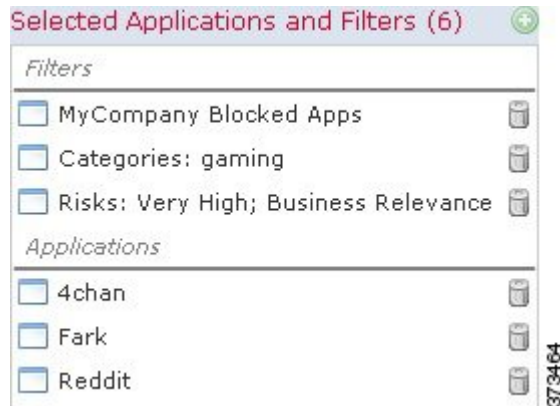 Selected Applications and Filters (6)
Filters
MyCompany Blocked Apps
Categories: gaming
Risks: Very High; Business Relevance
Applications
4chan
Fark
Reddit
373464